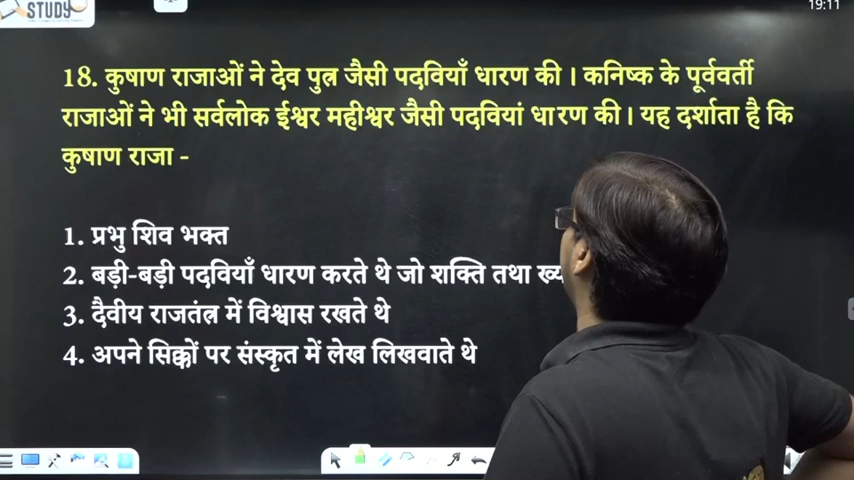 STUDY
19:11
18. कुषाण राजाओं ने देव पुत्र जैसी पदवियाँ धारण की । कनिष्क के पूर्ववर्ती
राजाओं ने भी सर्वलोक ईश्वर महीश्वर जैसी पदवियां धारण की । यह दर्शाता है कि
कुषाण राजा -
1. प्रभु शिव भक्त
2. बड़ी-बड़ी पदवियाँ धारण करते थे जो शक्ति तथा
3. दैवीय राजतंत्र में विश्वास रखते थे
4. अपने सिक्कों पर संस्कृत में लेख लिखवाते थे